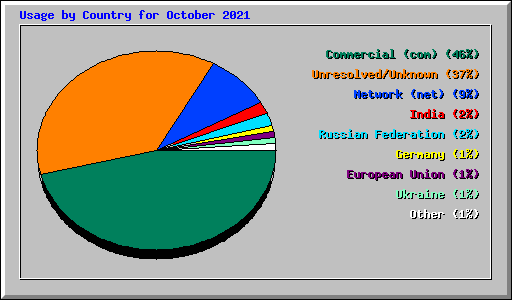 Usage by Country for October 2021
Commercial (com) (46%)
Unresolved/Unknown (37%)
Network (net) (9%)
India (2%)
Russian Federation (2%)
Germany (1%)
European Union (1%)
Ukraine (1%)
Other (1%)